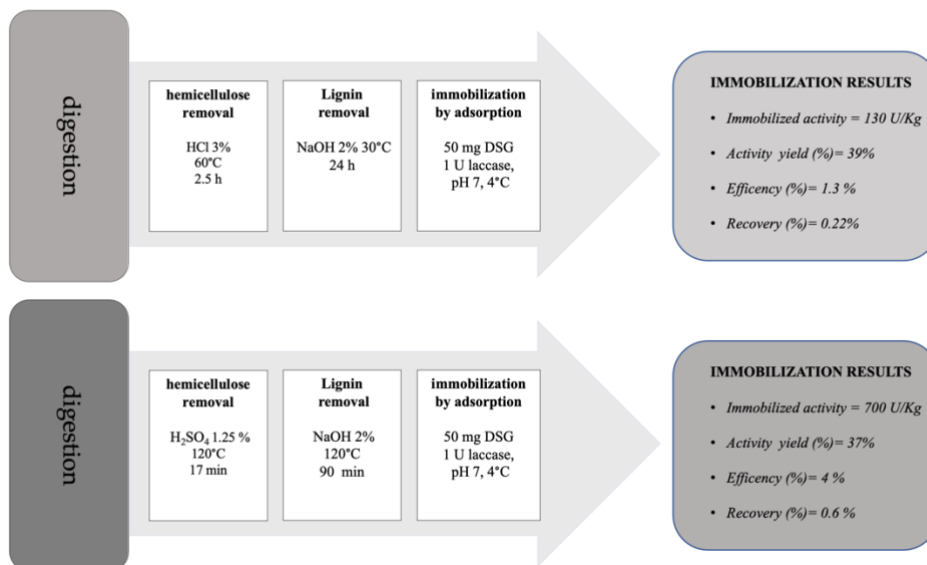 digestion
hemicellulose
removal
HCl 3%
60°C
2.5 h
Lignin
removal
NaOH 2% 30°C
24 h
immobilization
by adsorption
50 mg DSG
1 U laccase,
pH 7, 4°C
IMMOBILIZATION RESULTS
• Immobilized activity = 130 U/Kg
• Activity yield (%)= 39%
• Efficency (%)= 1.3 %
• Recovery (%)= 0.22%
digestion
hemicellulose
removal
H₂SO₄ 1.25 %
120°C
17 min
Lignin
removal
NaOH 2%
120°C
90 min
immobilization
by adsorption
50 mg DSG
1 U laccase,
pH 7, 4°C
IMMOBILIZATION RESULTS
• Immobilized activity = 700 U/Kg
• Activity yield (%)= 37%
• Efficency (%)= 4 %
• Recovery (%)= 0.6 %